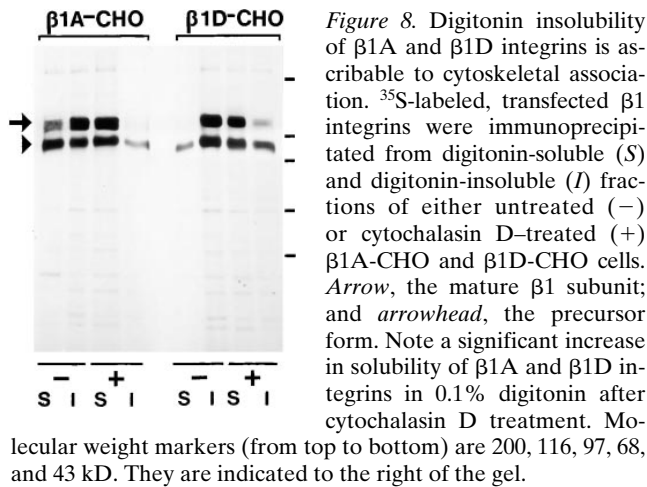 β1A-CHO β1D-CHO
− + − +
S I S I S I S I
Figure 8. Digitonin insolubility
of β1A and β1D integrins is as-
cribable to cytoskeletal associa-
tion. ³⁵S-labeled, transfected β1
integrins were immunoprecipi-
tated from digitonin-soluble (S)
and digitonin-insoluble (I) frac-
tions of either untreated (−)
or cytochalasin D–treated (+)
β1A-CHO and β1D-CHO cells.
Arrow, the mature β1 subunit;
and arrowhead, the precursor
form. Note a significant increase
in solubility of β1A and β1D in-
tegrins in 0.1% digitonin after
cytochalasin D treatment. Mo-
lecular weight markers (from top to bottom) are 200, 116, 97, 68,
and 43 kD. They are indicated to the right of the gel.